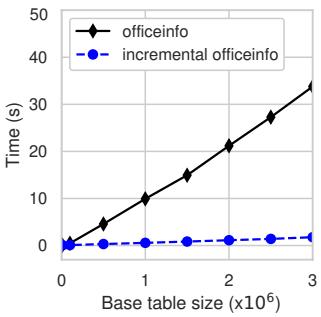 50
40
30
20
10
0
Time (s)
officeinfo
incremental officeinfo
0 1 2 3
Base table size (x10⁶)